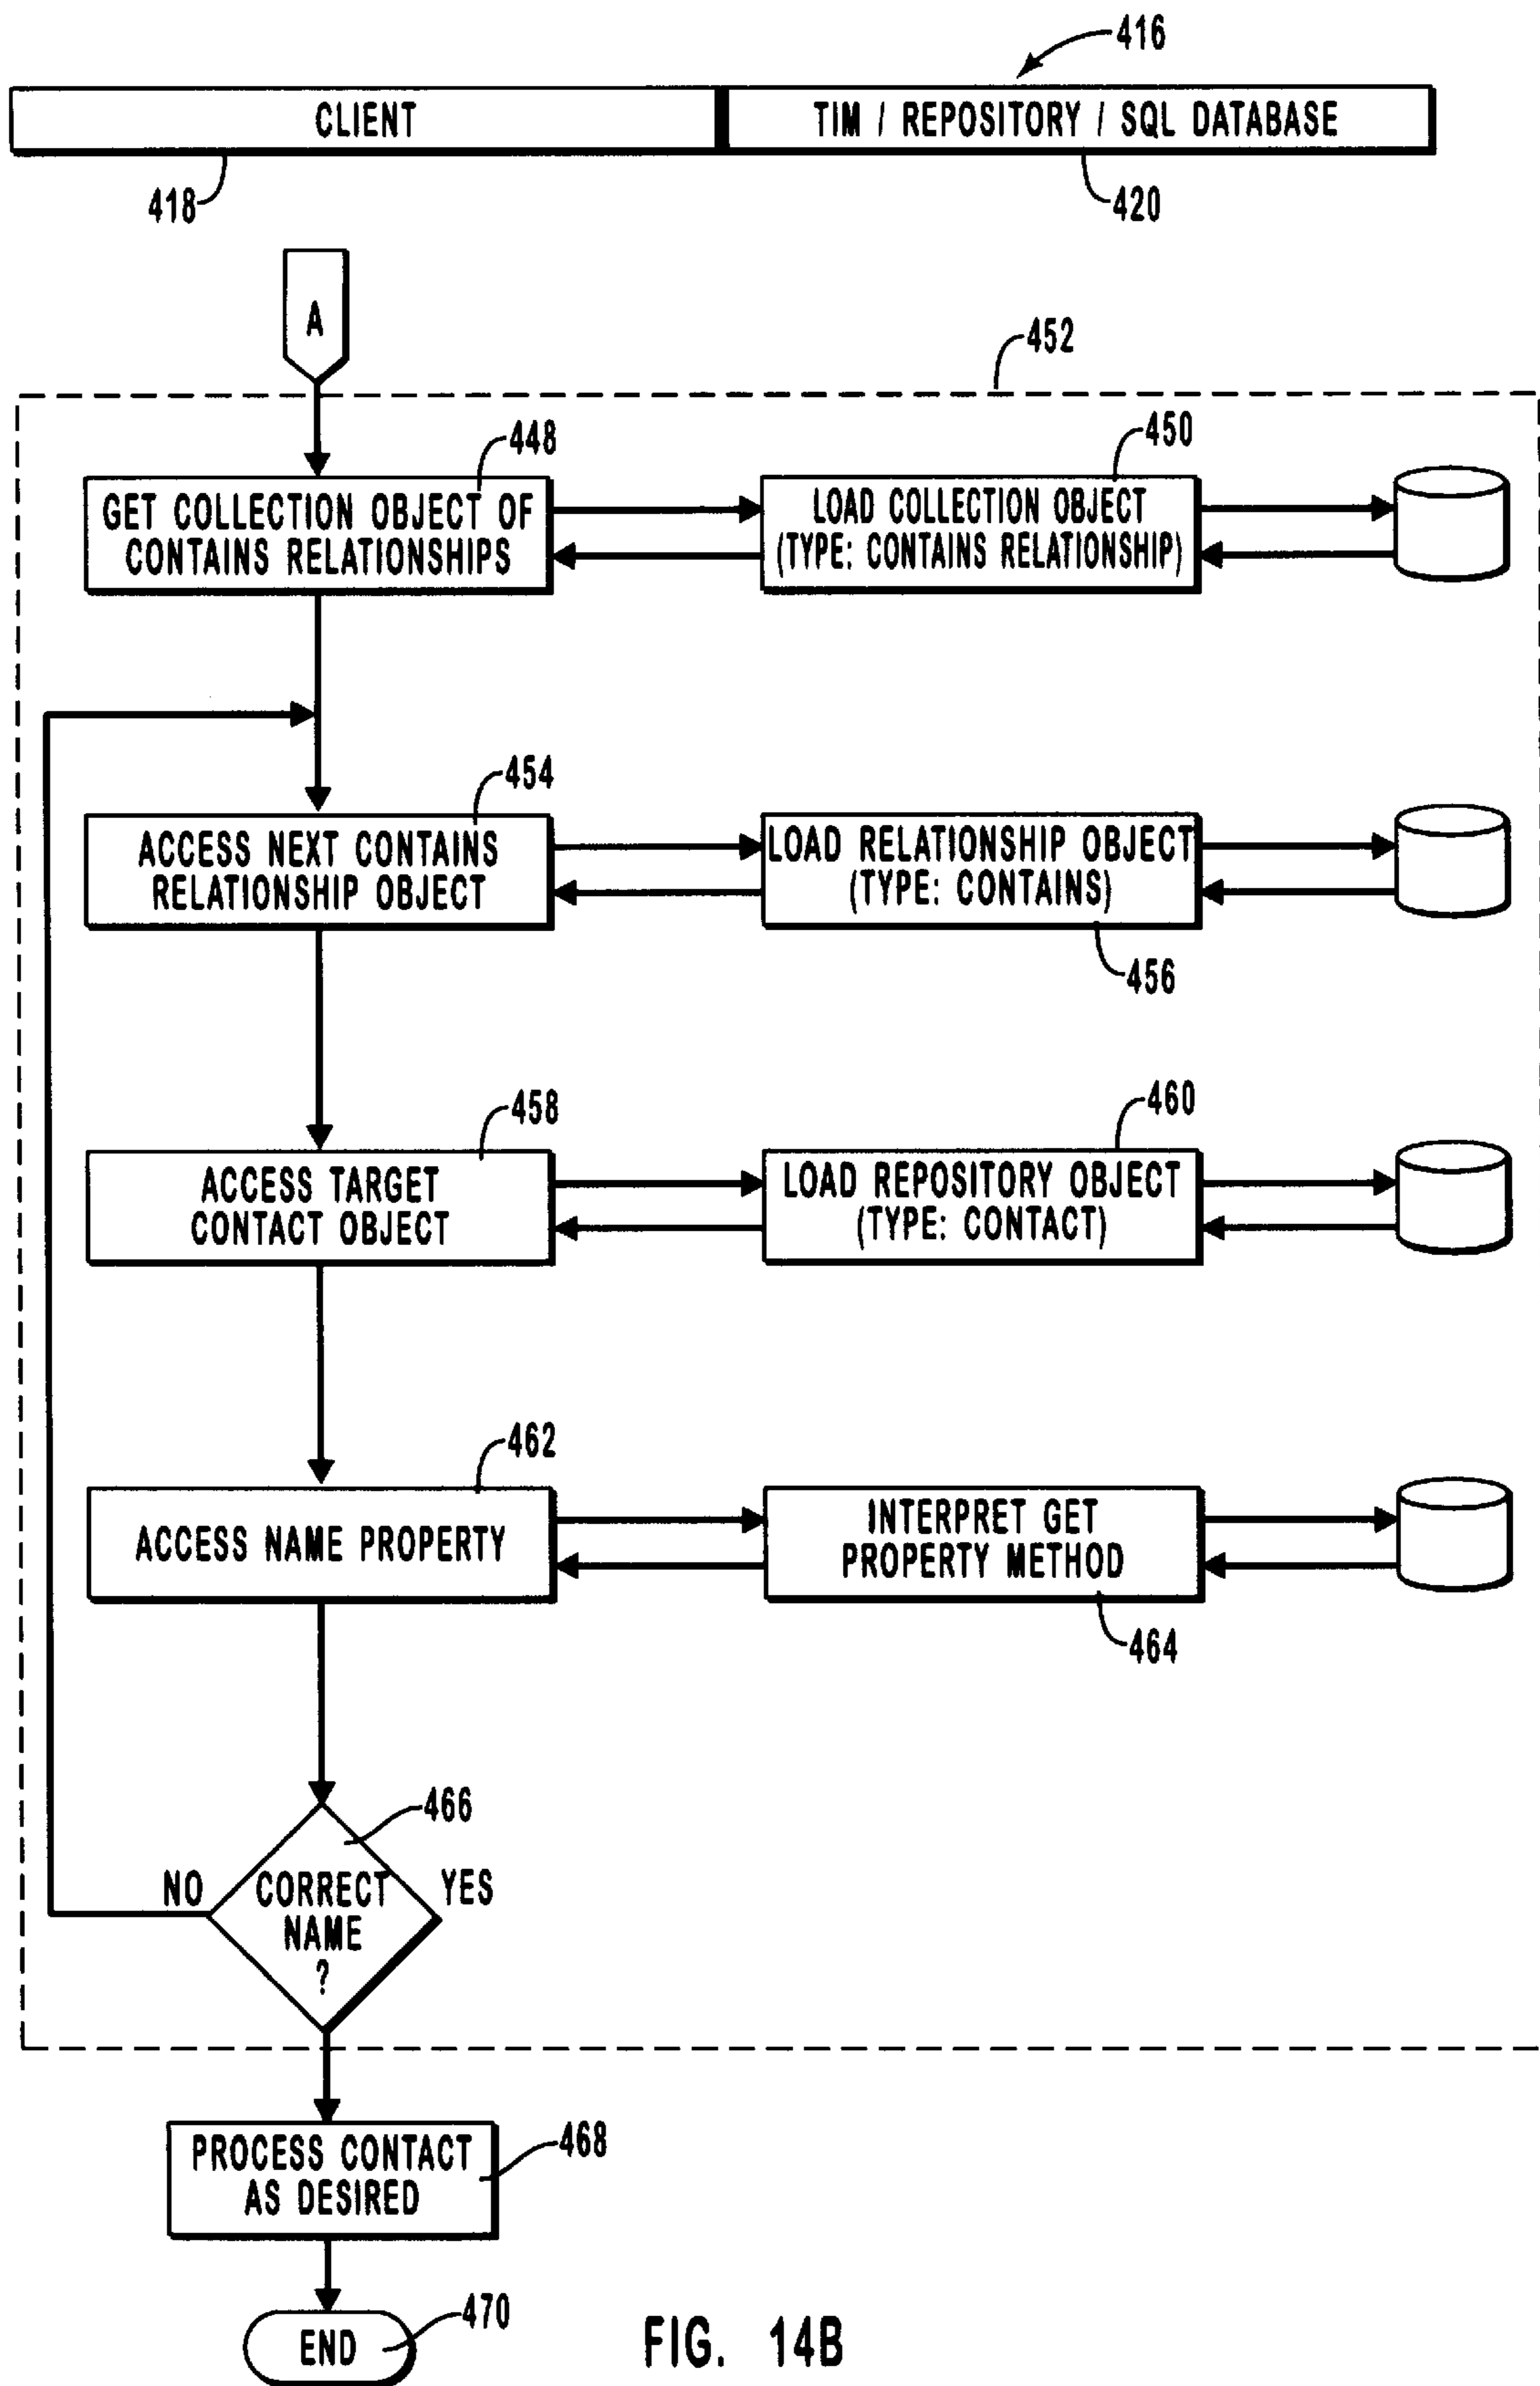 416
CLIENT
TIM / REPOSITORY / SQL DATABASE
418
420
A
452
448
450
GET COLLECTION OBJECT OF
CONTAINS RELATIONSHIPS
LOAD COLLECTION OBJECT
(TYPE: CONTAINS RELATIONSHIP)
454
ACCESS NEXT CONTAINS
RELATIONSHIP OBJECT
LOAD RELATIONSHIP OBJECT
(TYPE: CONTAINS)
456
458
460
ACCESS TARGET
CONTACT OBJECT
LOAD REPOSITORY OBJECT
(TYPE: CONTACT)
462
ACCESS NAME PROPERTY
INTERPRET GET
PROPERTY METHOD
464
466
NO
CORRECT
NAME
?
YES
468
PROCESS CONTACT
AS DESIRED
470
END
FIG. 14B